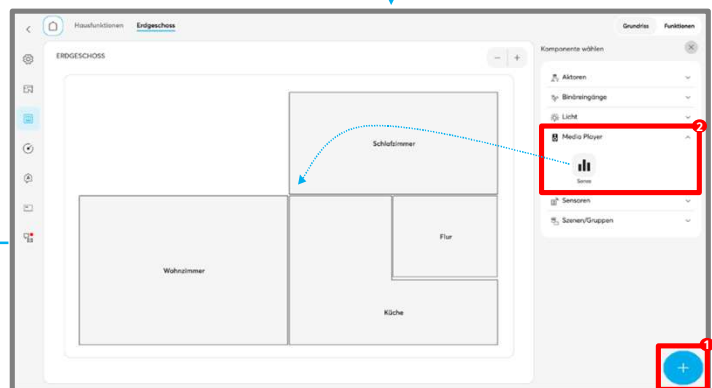 Hausfunktionen Erdgeschoss Grundriss Funktionen
ERDGESCHOSS
− +
Komponente wählen
Aktoren
Binäreingänge
Licht
2
Media Player
Sonos
Sensoren
Szenen/Gruppen
Schlafzimmer
Flur
Wohnzimmer
Küche
1
+